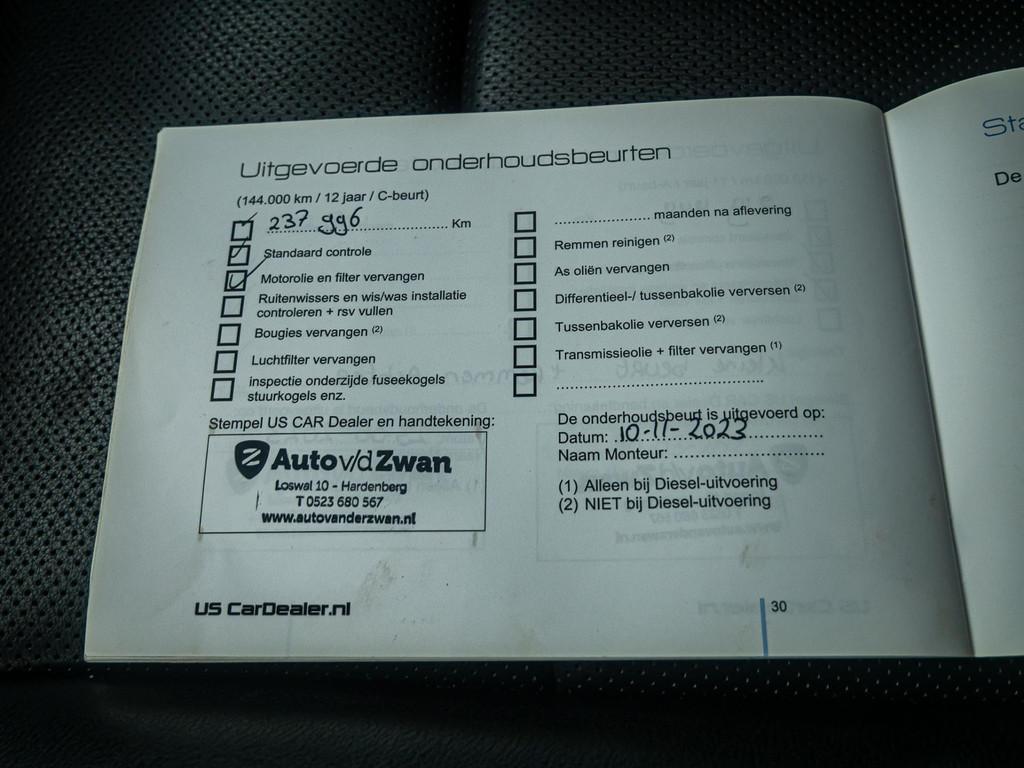 Uitgevoerde onderhoudsbeurten
(144.000 km / 12 jaar / C-beurt)
237 996 Km
Standaard controle
Motorolie en filter vervangen
Ruitenwissers en wis/was installatie
controleren + rsv vullen
Bougies vervangen (2)
Luchtfilter vervangen
inspectie onderzijde fuseekogels
stuurkogels enz.
Stempel US CAR Dealer en handtekening:
Auto v/d Zwan
Loswal 10 - Hardenberg
T 0523 680 567
www.autovanderzwan.nl
US CarDealer.nl
.................... maanden na aflevering
Remmen reinigen (2)
As oliën vervangen
Differentieel-/ tussenbakolie verversen (2)
Tussenbakolie verversen (2)
Transmissieolie + filter vervangen (1)
De onderhoudsbeurt is uitgevoerd op:
Datum: 10-11-2023
Naam Monteur: ..............................
(1) Alleen bij Diesel-uitvoering
(2) NIET bij Diesel-uitvoering
30
De